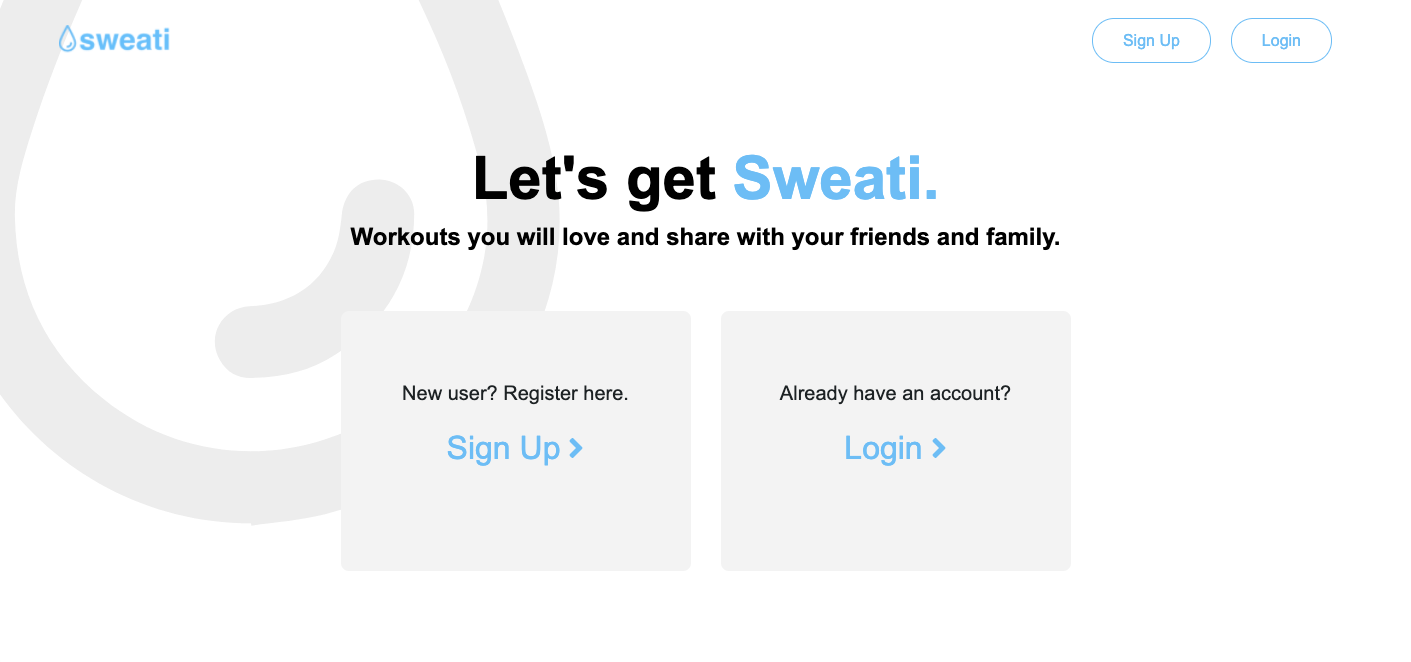 sweati
Sign Up
Login
Let's get Sweati.
Workouts you will love and share with your friends and family.
New user? Register here.
Sign Up
Already have an account?
Login